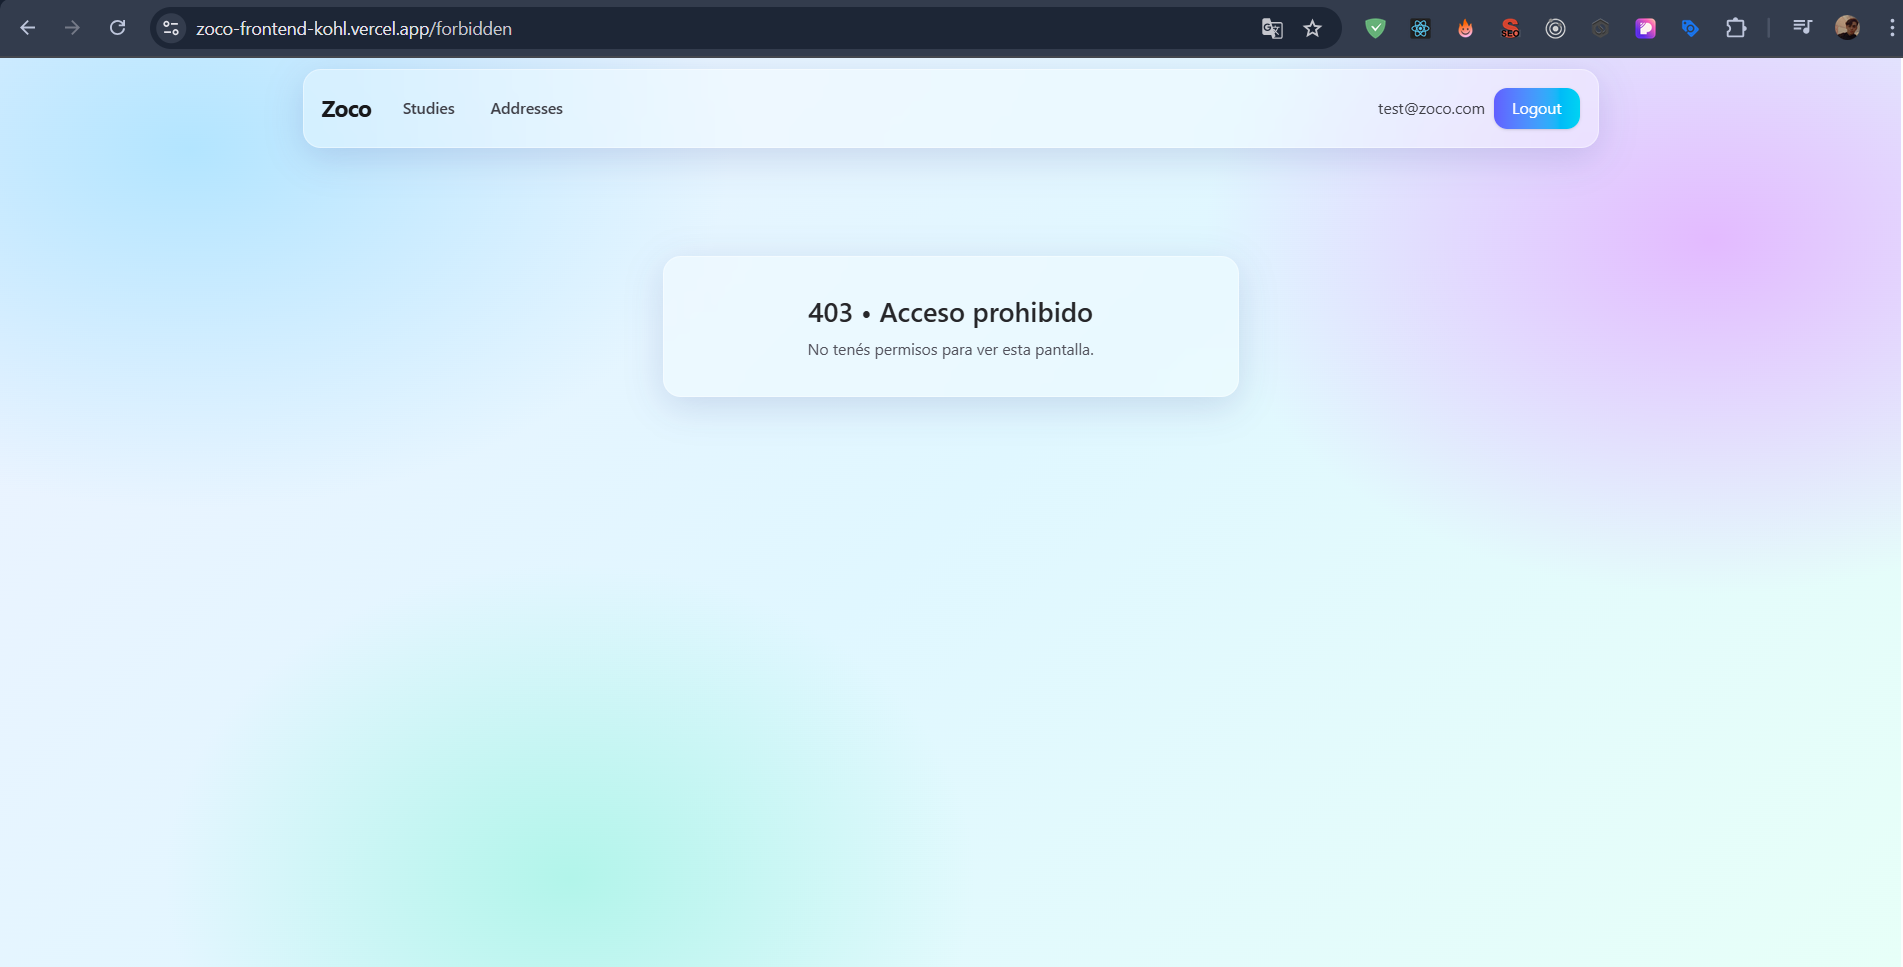 zoco-frontend-kohl.vercel.app/forbidden
SEO
Zoco Studies Addresses test@zoco.com Logout
403 • Acceso prohibido
No tenés permisos para ver esta pantalla.